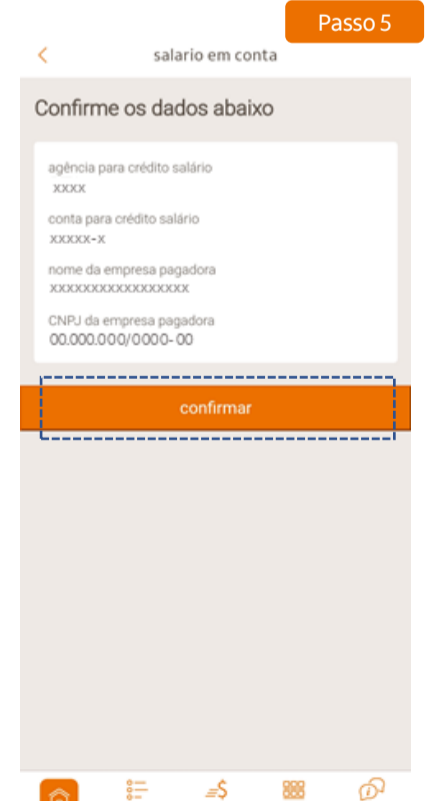 Passo 5
salario em conta
Confirme os dados abaixo
agência para crédito salário
xxxx
conta para crédito salário
xxxxx-x
nome da empresa pagadora
xxxxxxxxxxxxxxxxx
CNPJ da empresa pagadora
00.000.000/0000-00
confirmar